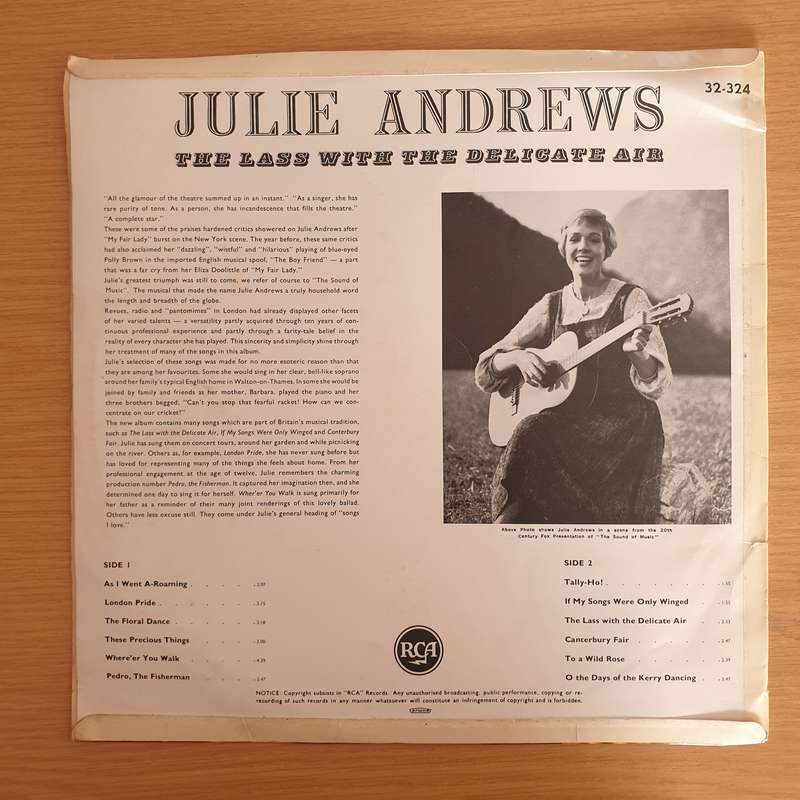 JULIE ANDREWS
32-324
THE LASS WITH THE DELICATE AIR
"All the glamour of the theatre summed up in an instant." "As a singer, she has
rare purity of tone. As a person, she has incandescence that fills the theatre."
"A complete star."
These were some of the praises hardened critics showered on Julie Andrews after
"My Fair Lady" burst on the New York scene. The year before, these same critics
had also acclaimed her "dazzling", "wistful" and "hilarious" playing of blue-eyed
Polly Brown in the imported English musical spoof, "The Boy Friend" — a part
that was a far cry from her Eliza Doolittle of "My Fair Lady."
Julie's greatest triumph was still to come, we refer of course to "The Sound of
Music". The musical that made the name Julie Andrews a truly household word
the length and breadth of the globe.
Revues, radio and "pantomimes" in London had already displayed other facets
of her varied talents — a versatility partly acquired through ten years of con-
tinuous professional experience and partly through a farity-tale belief in the
reality of every character she has played. This sincerity and simplicity shine through
her treatment of many of the songs in this album.
Julie's selection of these songs was made for no more esoteric reason than that
they are among her favourites. Some she would sing in her clear, bell-like soprano
around her family's typical English home in Walton-on-Thames. In some she would be
joined by family and friends as her mother, Barbara, played the piano and her
three brothers begged, "Can't you stop that fearful racket! How can we con-
centrate on our cricket!"
The new album contains many songs which are part of Britain's musical tradition,
such as The Lass with the Delicate Air, If My Songs Were Only Winged and Canterbury
Fair. Julie has sung them on concert tours, around her garden and while picnicking
on the river. Others as, for example, London Pride, she has never sung before but
has loved for representing many of the things she feels about home. From her
professional engagement at the age of twelve, Julie remembers the charming
production number Pedro, the Fisherman. It captured her imagination then, and she
determined one day to sing it for herself. Wher'er You Walk is sung primarily for
her father as a reminder of their many joint renderings of this lovely ballad.
Others have less excuse still. They come under Julie's general heading of "songs
I love."
Above Photo shows Julie Andrews in a scene from the 20th
Century Fox Presentation of "The Sound of Music"
SIDE 1
As I Went A-Roaming . . . . . 2.07
London Pride . . . . . . 3.15
The Floral Dance . . . . . 2.18
These Precious Things . . . . 3.00
Where'er You Walk . . . . . 4.39
Pedro, The Fisherman . . . . 3.47
SIDE 2
Tally-Ho! . . . . . . . 1.55
If My Songs Were Only Winged . . 1.55
The Lass with the Delicate Air . . 2.53
Canterbury Fair . . . . . . 2.47
To a Wild Rose . . . . . . 2.39
O the Days of the Kerry Dancing . . 3.45
RCA
NOTICE: Copyright subsists in "RCA" Records. Any unauthorised broadcasting, public performance, copying or re-
recording of such records in any manner whatsoever will constitute an infringement of copyright and is forbidden.